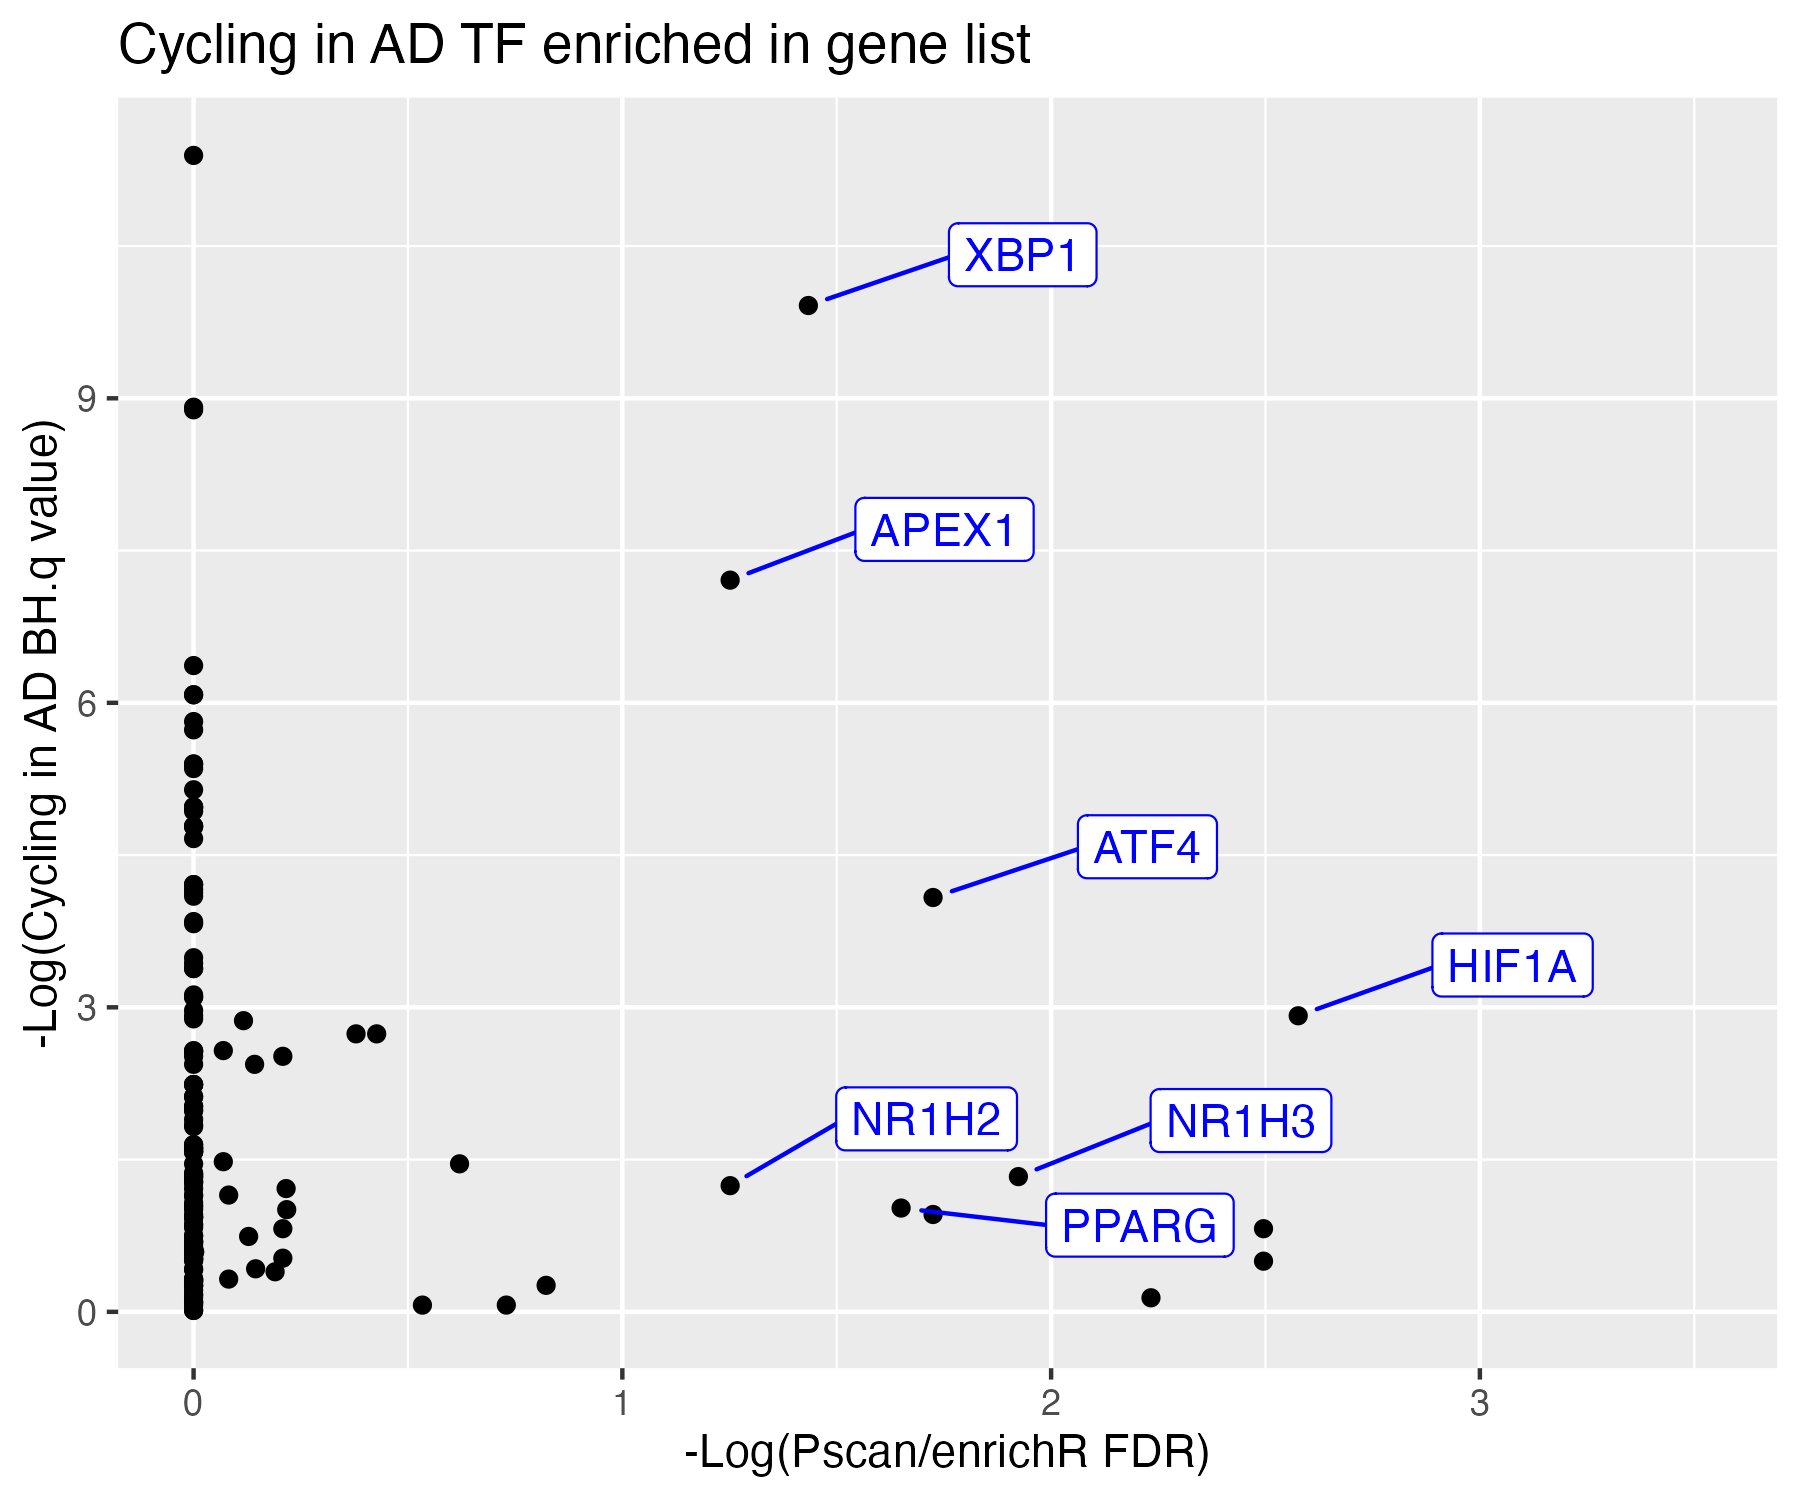 Cycling in AD TF enriched in gene list
-Log(Cycling in AD BH.q value)
9
6
3
0
XBP1
APEX1
ATF4
HIF1A
NR1H2
NR1H3
PPARG
0
1
2
3
-Log(Pscan/enrichR FDR)